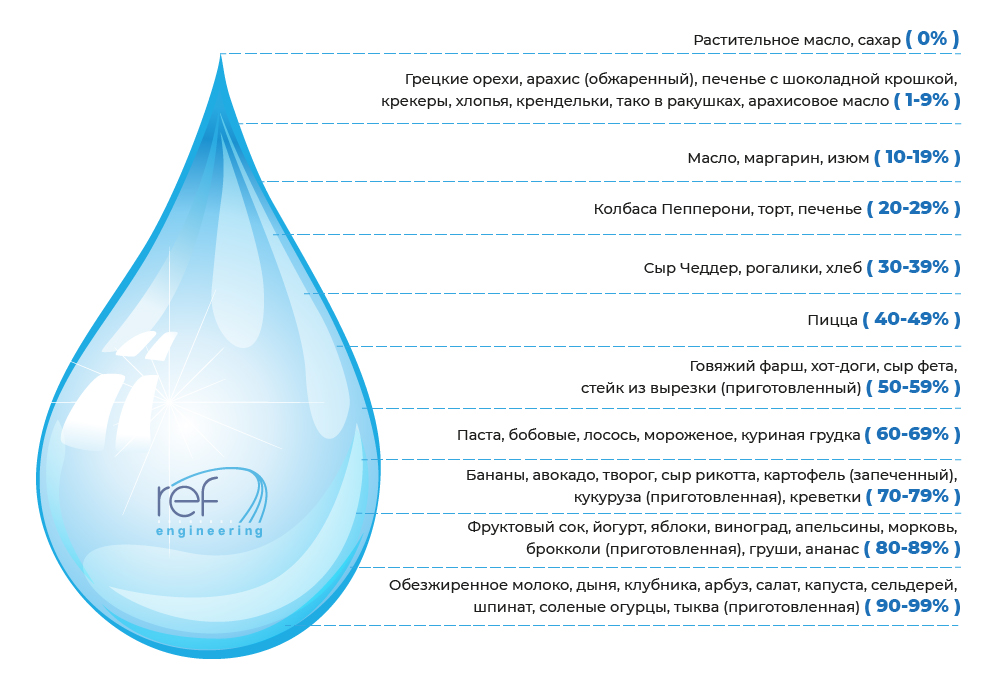 Растительное масло, сахар ( 0% )
Грецкие орехи, арахис (обжаренный), печенье с шоколадной крошкой,
крекеры, хлопья, крендельки, тако в ракушках, арахисовое масло ( 1-9% )
Масло, маргарин, изюм ( 10-19% )
Колбаса Пепперони, торт, печенье ( 20-29% )
Сыр Чеддер, рогалики, хлеб ( 30-39% )
Пицца ( 40-49% )
Говяжий фарш, хот-доги, сыр фета,
стейк из вырезки (приготовленный) ( 50-59% )
Паста, бобовые, лосось, мороженое, куриная грудка ( 60-69% )
Бананы, авокадо, творог, сыр рикотта, картофель (запеченный),
кукуруза (приготовленная), креветки ( 70-79% )
Фруктовый сок, йогурт, яблоки, виноград, апельсины, морковь,
брокколи (приготовленная), груши, ананас ( 80-89% )
Обезжиренное молоко, дыня, клубника, арбуз, салат, капуста, сельдерей,
шпинат, соленые огурцы, тыква (приготовленная) ( 90-99% )
ref
engineering